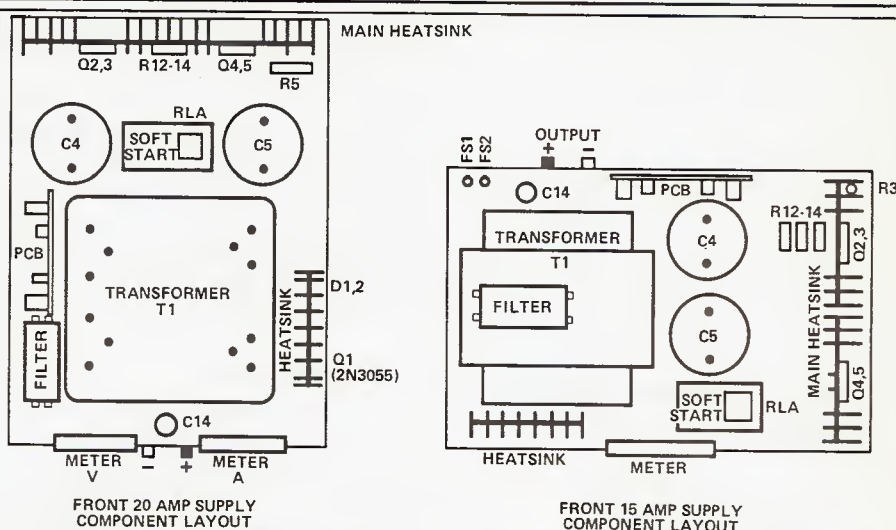 MAIN HEATSINK
Q2,3 R12-14 Q4,5
R5
RLA
C4
SOFT
START
C5
PCB
TRANSFORMER
T1
HEATSINK
D1,2
Q1
(2N3055)
FILTER
C14
METER
V
−
+
METER
A
FRONT 20 AMP SUPPLY
COMPONENT LAYOUT
FS1
FS2
OUTPUT
+
−
C14
PCB
R3
R12-14
Q2,3
TRANSFORMER
T1
C4
FILTER
C5
MAIN HEATSINK
Q4,5
SOFT
START
RLA
HEATSINK
METER
FRONT 15 AMP SUPPLY
COMPONENT LAYOUT